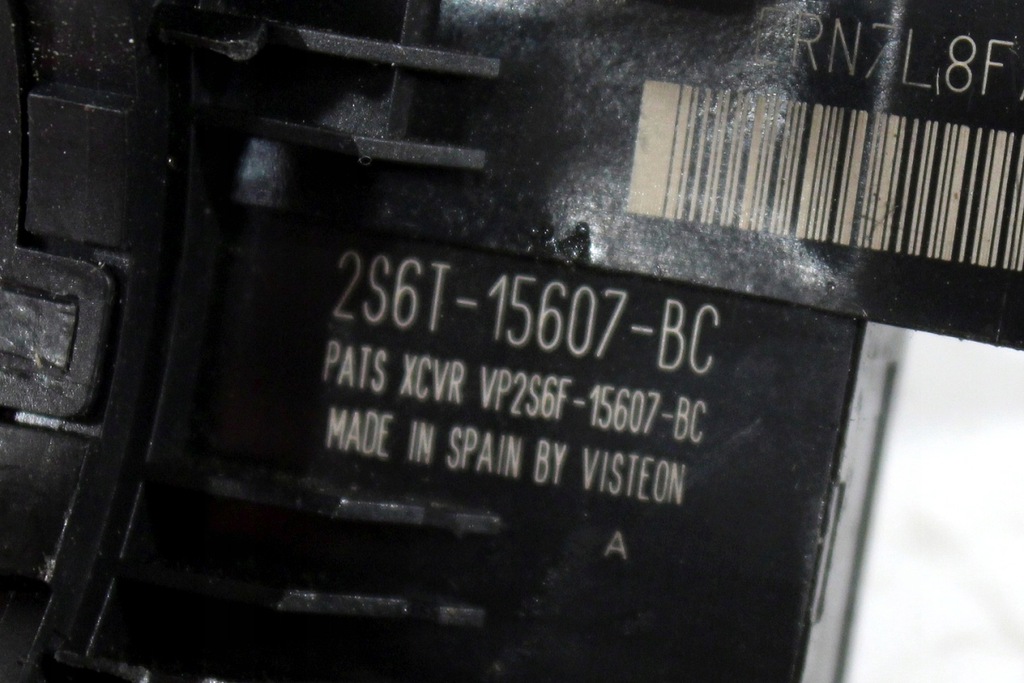 RN7L8F
2S6T-15607-BC
PATS XCVR VP2S6F-15607-BC
MADE IN SPAIN BY VISTEON
A